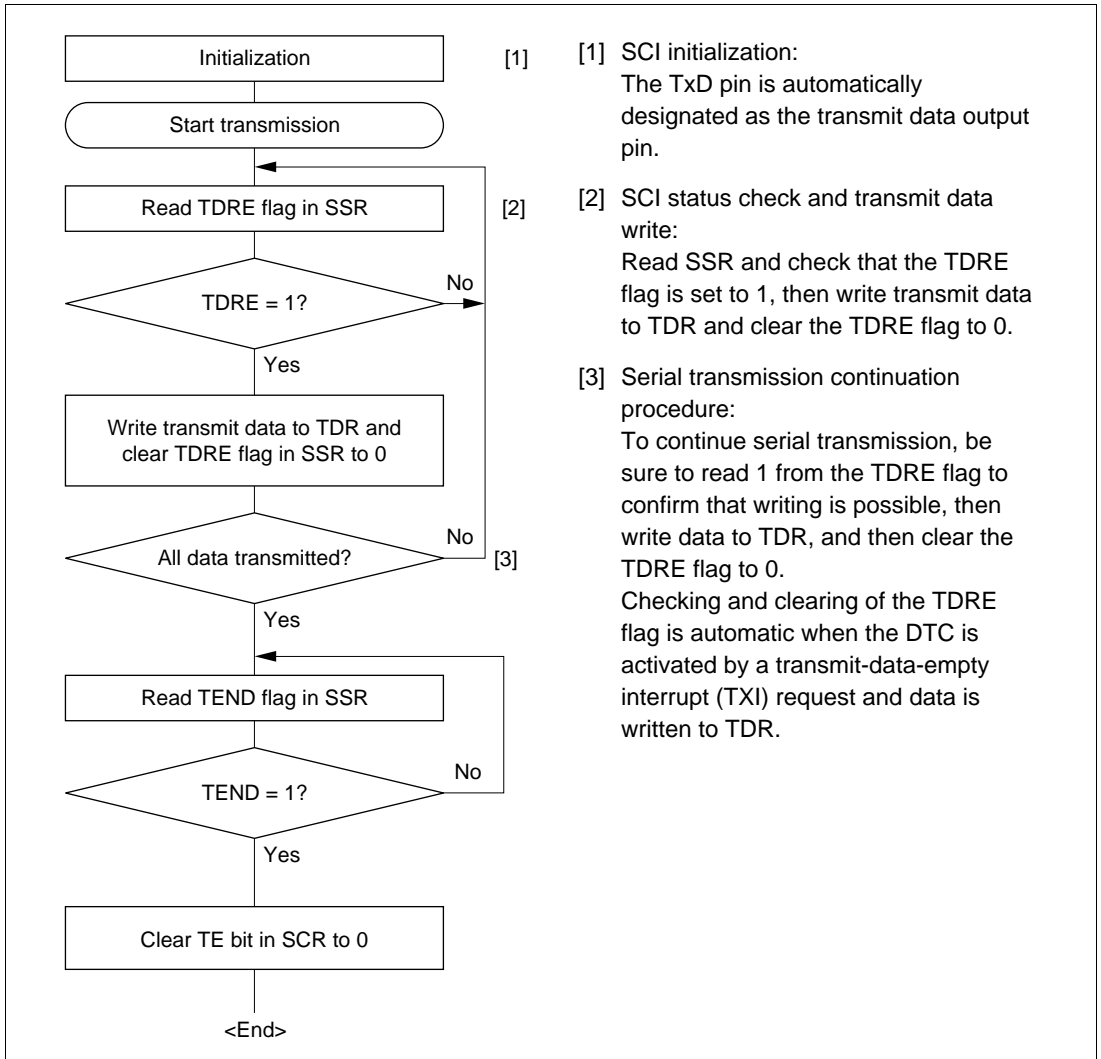 Initialization
[1]
Start transmission
Read TDRE flag in SSR
[2]
TDRE = 1?
No
Yes
Write transmit data to TDR and
clear TDRE flag in SSR to 0
All data transmitted?
No
[3]
Yes
Read TEND flag in SSR
TEND = 1?
No
Yes
Clear TE bit in SCR to 0
<End>
[1] SCI initialization:
The TxD pin is automatically
designated as the transmit data output
pin.
[2] SCI status check and transmit data
write:
Read SSR and check that the TDRE
flag is set to 1, then write transmit data
to TDR and clear the TDRE flag to 0.
[3] Serial transmission continuation
procedure:
To continue serial transmission, be
sure to read 1 from the TDRE flag to
confirm that writing is possible, then
write data to TDR, and then clear the
TDRE flag to 0.
Checking and clearing of the TDRE
flag is automatic when the DTC is
activated by a transmit-data-empty
interrupt (TXI) request and data is
written to TDR.